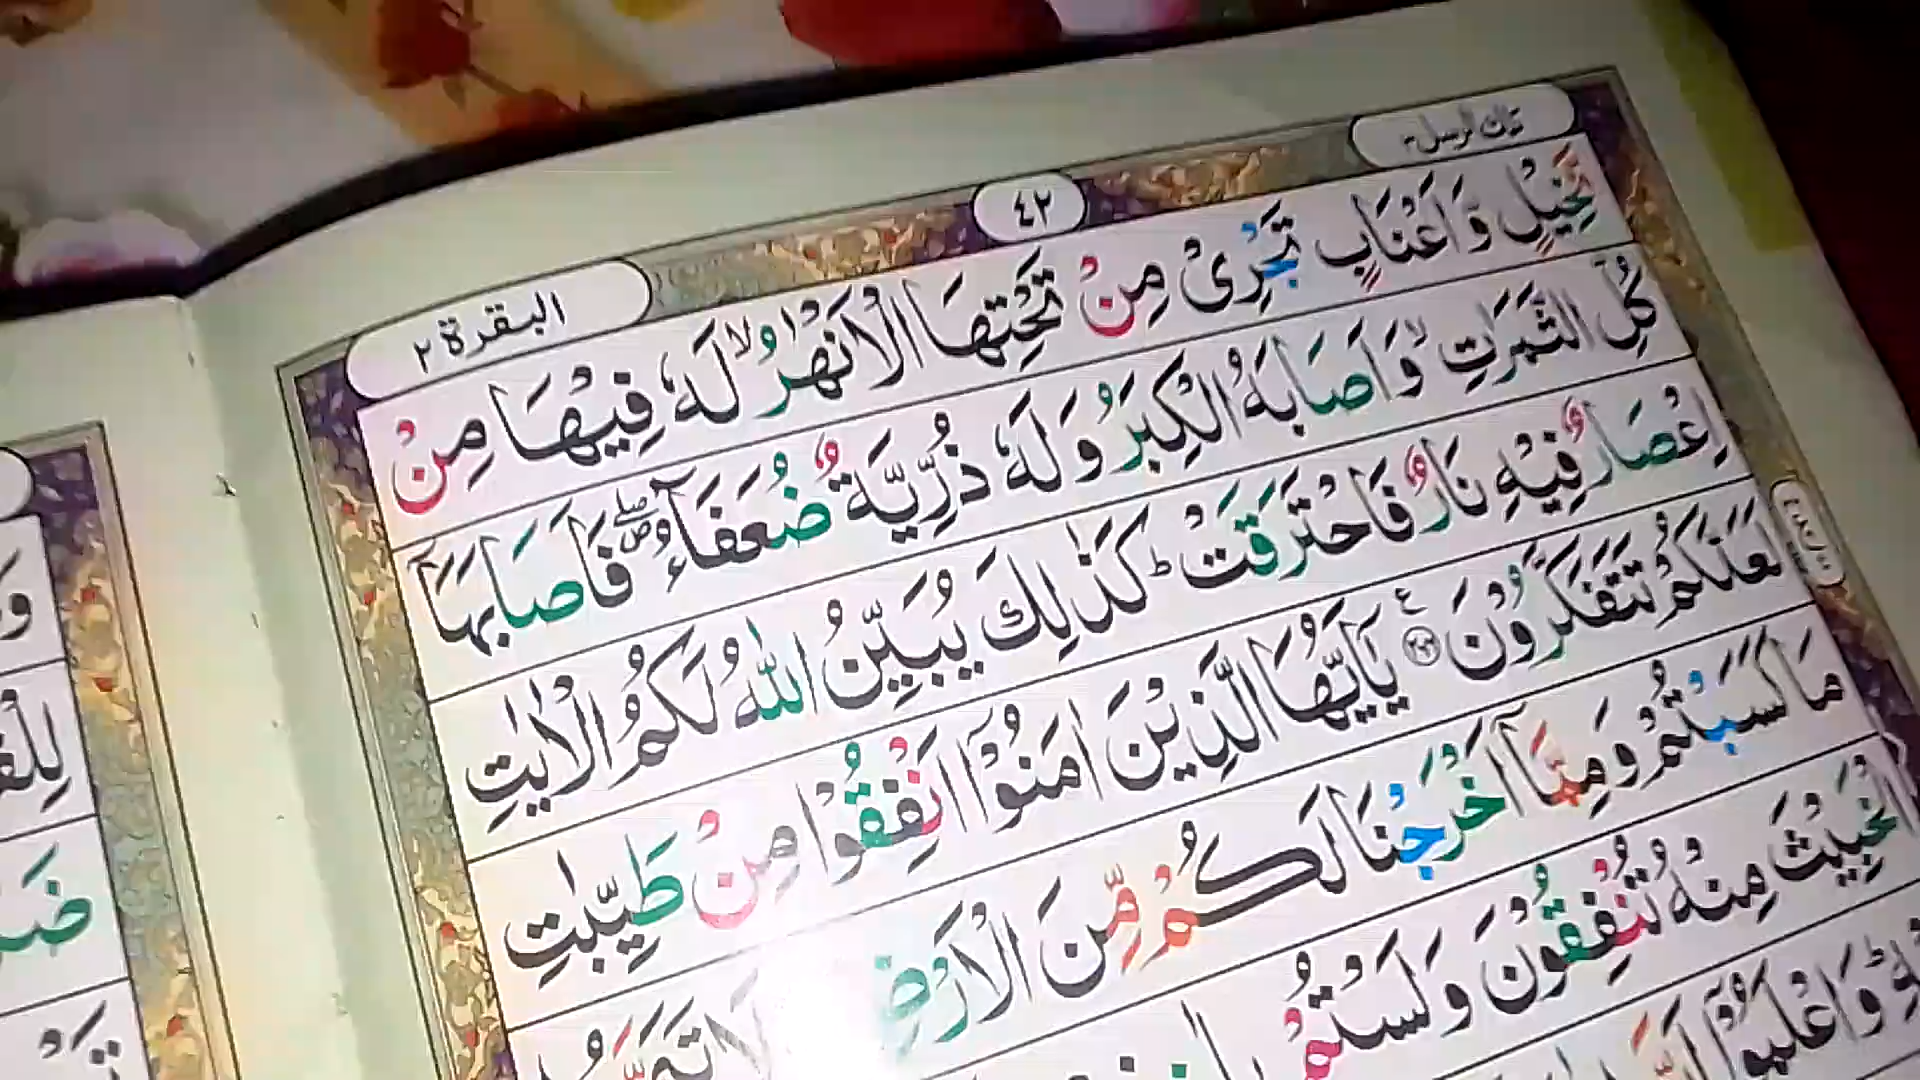 تلك الرسل ٣
٤٢
البقرة ٢
نَّخِيْلٍ وَّاَعْنَابٍ تَجْرِىْ مِنْ تَحْتِهَا الْاَنْهٰرُ ۙ لَهٗ فِيْهَا مِنْ
كُلِّ الثَّمَرٰتِ ۙ وَاَصَابَهُ الْكِبَرُ وَلَهٗ ذُرِّيَّةٌ ضُعَفَآءُ ۖ فَاَصَابَهَاۤ
اِعْصَارٌ فِيْهِ نَارٌ فَاحْتَرَقَتْ ؕ كَذٰلِكَ يُبَيِّنُ اللّٰهُ لَكُمُ الْاٰيٰتِ
لَعَلَّكُمْ تَتَفَكَّرُوْنَ ع يٰۤاَيُّهَا الَّذِيْنَ اٰمَنُوْۤا اَنْفِقُوْا مِنْ طَيِّبٰتِ
مَا كَسَبْتُمْ وَمِمَّاۤ اَخْرَجْنَا لَكُمْ مِّنَ الْاَرْضِ
الْخَبِيْثَ مِنْهُ تُنْفِقُوْنَ وَلَسْتُمْ
وَاعْلَمُوْۤا